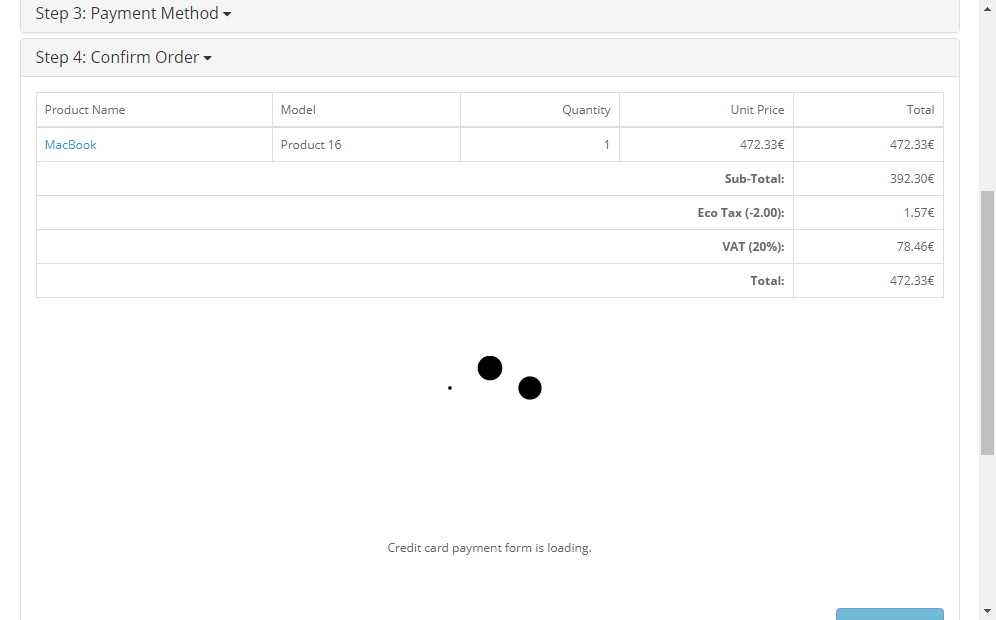 Step 3: Payment Method
Step 4: Confirm Order
Product Name Model Quantity Unit Price Total
MacBook Product 16 1 472.33€ 472.33€
Sub-Total: 392.30€
Eco Tax (-2.00): 1.57€
VAT (20%): 78.46€
Total: 472.33€
Credit card payment form is loading.